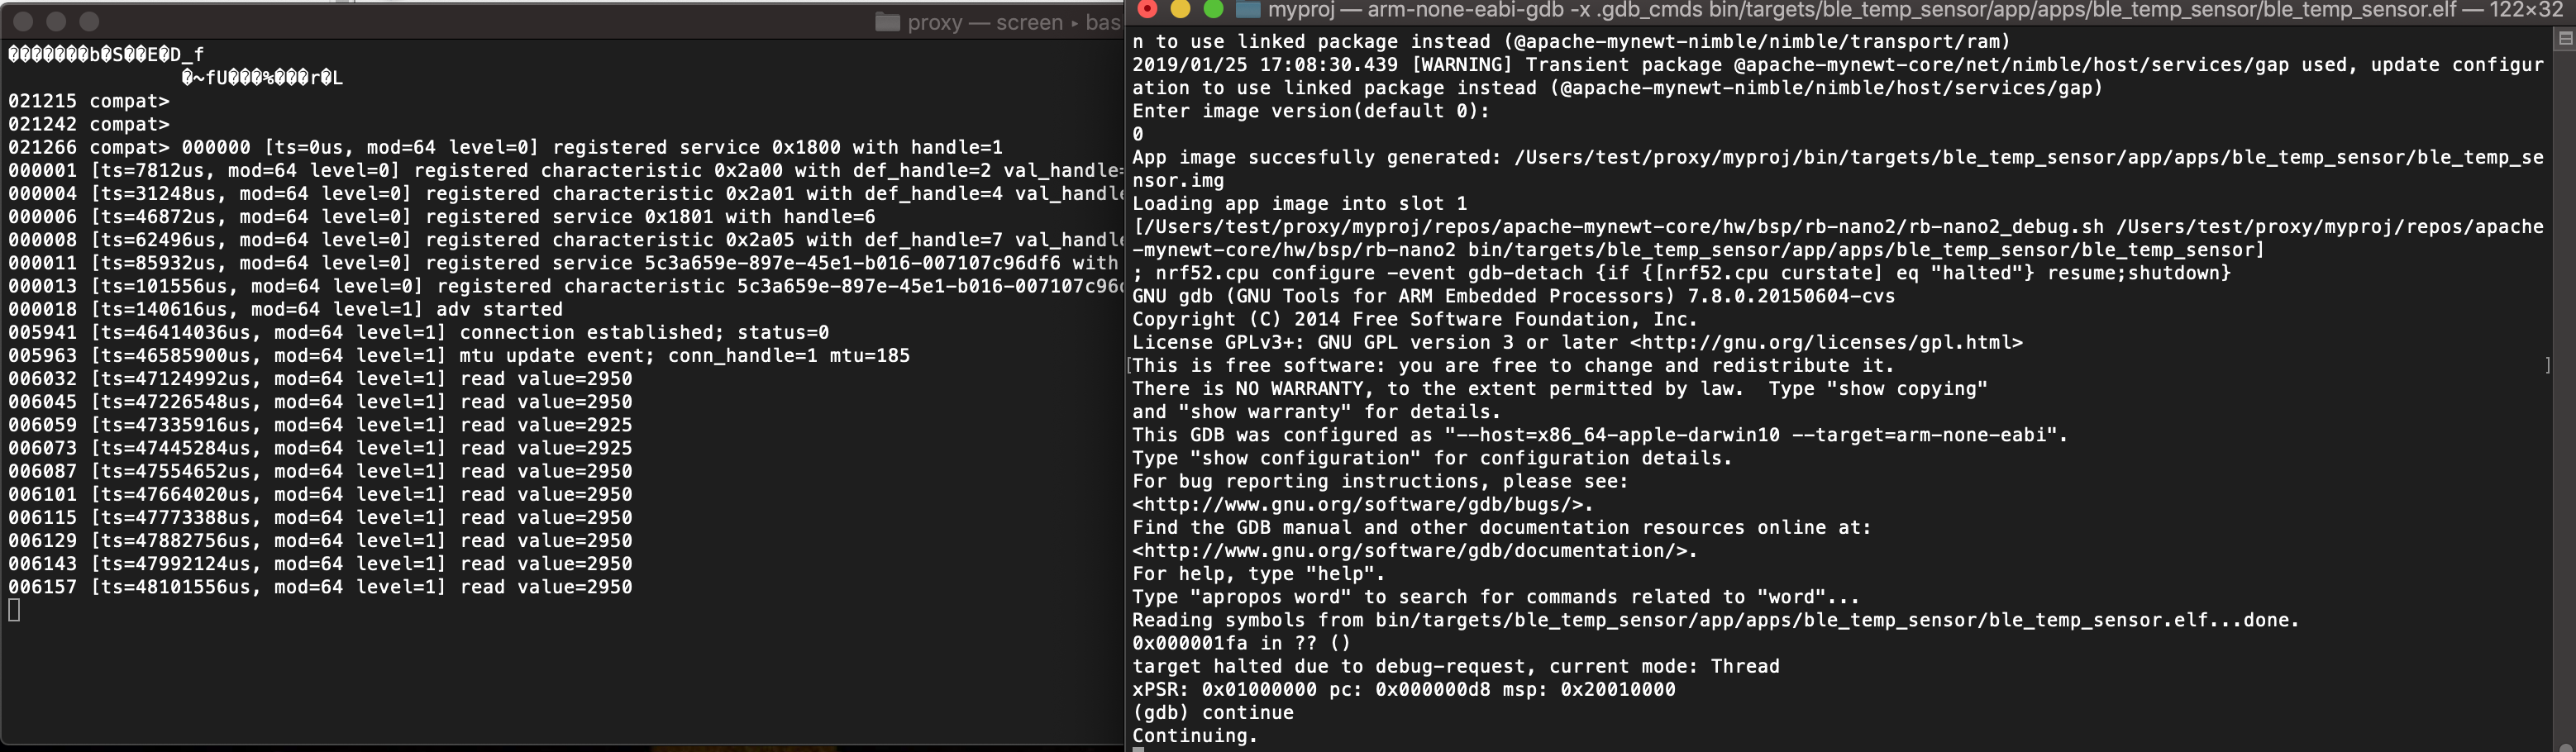 proxy — screen ▸ bas
��������b�S��E�D_f
�~fU���%���r�L
021215 compat>
021242 compat>
021266 compat> 000000 [ts=0us, mod=64 level=0] registered service 0x1800 with handle=1
000001 [ts=7812us, mod=64 level=0] registered characteristic 0x2a00 with def_handle=2 val_handle=
000004 [ts=31248us, mod=64 level=0] registered characteristic 0x2a01 with def_handle=4 val_handl
000006 [ts=46872us, mod=64 level=0] registered service 0x1801 with handle=6
000008 [ts=62496us, mod=64 level=0] registered characteristic 0x2a05 with def_handle=7 val_handl
000011 [ts=85932us, mod=64 level=0] registered service 5c3a659e-897e-45e1-b016-007107c96df6 with
000013 [ts=101556us, mod=64 level=0] registered characteristic 5c3a659e-897e-45e1-b016-007107c96
000018 [ts=140616us, mod=64 level=1] adv started
005941 [ts=46414036us, mod=64 level=1] connection established; status=0
005963 [ts=46585900us, mod=64 level=1] mtu update event; conn_handle=1 mtu=185
006032 [ts=47124992us, mod=64 level=1] read value=2950
006045 [ts=47226548us, mod=64 level=1] read value=2950
006059 [ts=47335916us, mod=64 level=1] read value=2925
006073 [ts=47445284us, mod=64 level=1] read value=2925
006087 [ts=47554652us, mod=64 level=1] read value=2950
006101 [ts=47664020us, mod=64 level=1] read value=2950
006115 [ts=47773388us, mod=64 level=1] read value=2950
006129 [ts=47882756us, mod=64 level=1] read value=2950
006143 [ts=47992124us, mod=64 level=1] read value=2950
006157 [ts=48101556us, mod=64 level=1] read value=2950
myproj — arm-none-eabi-gdb -x .gdb_cmds bin/targets/ble_temp_sensor/app/apps/ble_temp_sensor/ble_temp_sensor.elf — 122×32
n to use linked package instead (@apache-mynewt-nimble/nimble/transport/ram)
2019/01/25 17:08:30.439 [WARNING] Transient package @apache-mynewt-core/net/nimble/host/services/gap used, update configur
ation to use linked package instead (@apache-mynewt-nimble/nimble/host/services/gap)
Enter image version(default 0):
0
App image succesfully generated: /Users/test/proxy/myproj/bin/targets/ble_temp_sensor/app/apps/ble_temp_sensor/ble_temp_se
nsor.img
Loading app image into slot 1
[/Users/test/proxy/myproj/repos/apache-mynewt-core/hw/bsp/rb-nano2/rb-nano2_debug.sh /Users/test/proxy/myproj/repos/apache
-mynewt-core/hw/bsp/rb-nano2 bin/targets/ble_temp_sensor/app/apps/ble_temp_sensor/ble_temp_sensor]
; nrf52.cpu configure -event gdb-detach {if {[nrf52.cpu curstate] eq "halted"} resume;shutdown}
GNU gdb (GNU Tools for ARM Embedded Processors) 7.8.0.20150604-cvs
Copyright (C) 2014 Free Software Foundation, Inc.
License GPLv3+: GNU GPL version 3 or later <http://gnu.org/licenses/gpl.html>
[This is free software: you are free to change and redistribute it. ]
There is NO WARRANTY, to the extent permitted by law.  Type "show copying"
and "show warranty" for details.
This GDB was configured as "--host=x86_64-apple-darwin10 --target=arm-none-eabi".
Type "show configuration" for configuration details.
For bug reporting instructions, please see:
<http://www.gnu.org/software/gdb/bugs/>.
Find the GDB manual and other documentation resources online at:
<http://www.gnu.org/software/gdb/documentation/>.
For help, type "help".
Type "apropos word" to search for commands related to "word"...
Reading symbols from bin/targets/ble_temp_sensor/app/apps/ble_temp_sensor/ble_temp_sensor.elf...done.
0x000001fa in ?? ()
target halted due to debug-request, current mode: Thread
xPSR: 0x01000000 pc: 0x000000d8 msp: 0x20010000
(gdb) continue
Continuing.